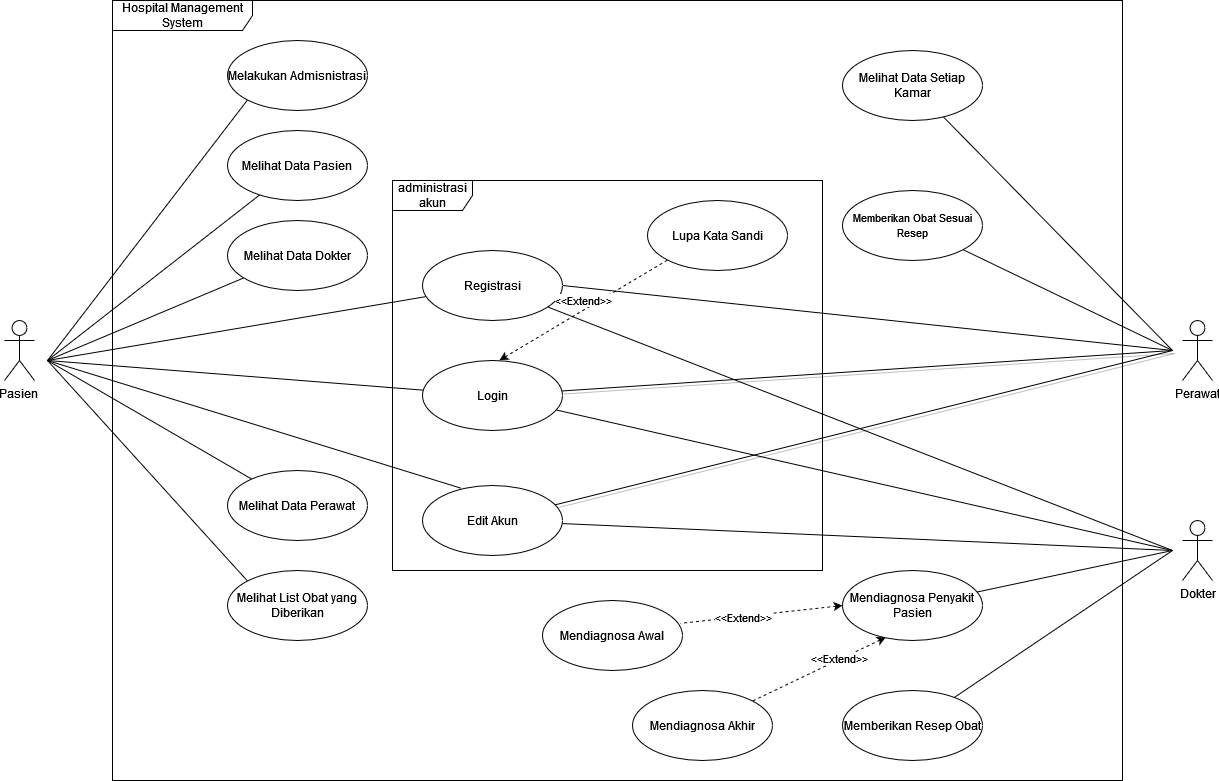 Hospital Management
System
Melakukan Admisnistrasi
Melihat Data Setiap
Kamar
Melihat Data Pasien
administrasi
akun
Memberikan Obat Sesuai
Resep
Lupa Kata Sandi
Melihat Data Dokter
Registrasi
<<Extend>>
Pasien
Login
Perawat
Melihat Data Perawat
Edit Akun
Melihat List Obat yang
Diberikan
Mendiagnosa Penyakit
Pasien
Dokter
<<Extend>>
Mendiagnosa Awal
<<Extend>>
Mendiagnosa Akhir
Memberikan Resep Obat